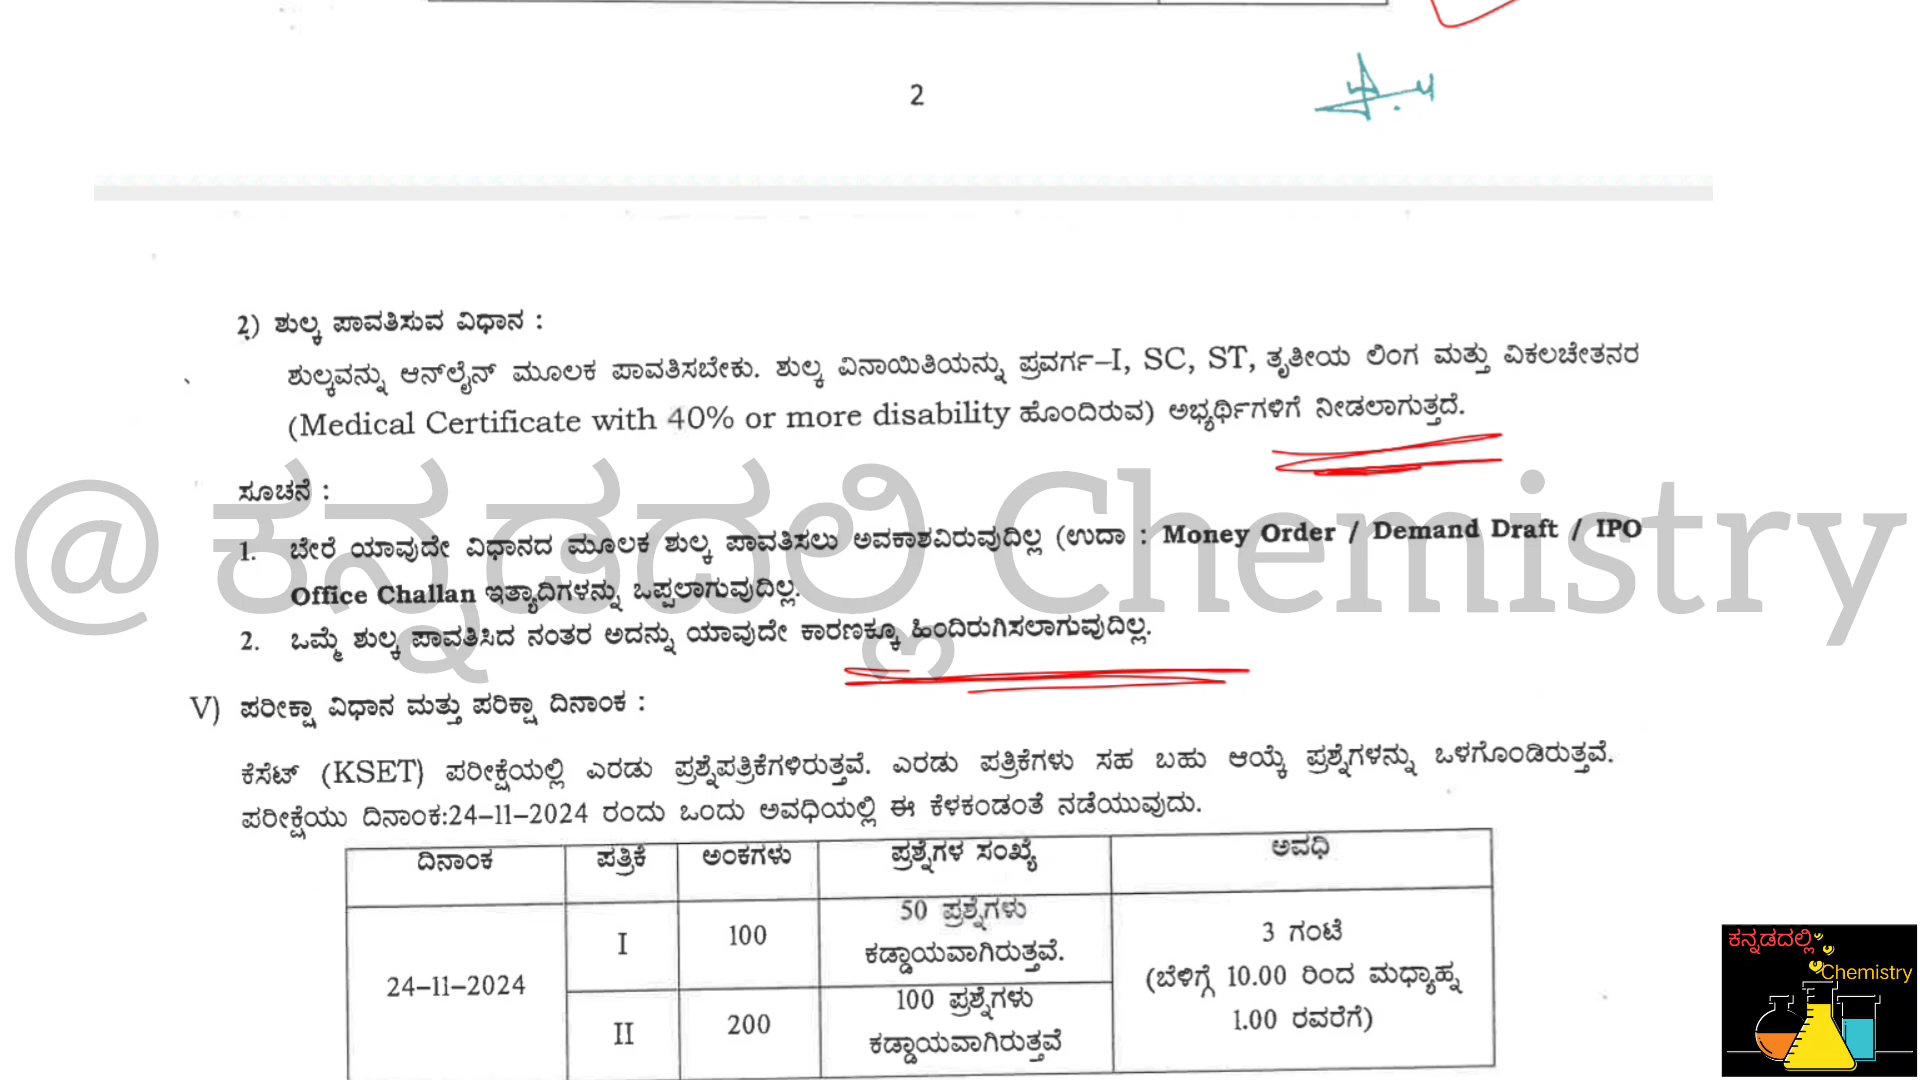 2
2) ಶುಲ್ಕ ಪಾವತಿಸುವ ವಿಧಾನ :
ಶುಲ್ಕವನ್ನು ಆನ್‌ಲೈನ್ ಮೂಲಕ ಪಾವತಿಸಬೇಕು. ಶುಲ್ಕ ವಿನಾಯಿತಿಯನ್ನು ಪ್ರವರ್ಗ–I, SC, ST, ತೃತೀಯ ಲಿಂಗ ಮತ್ತು ವಿಕಲಚೇತನರ
(Medical Certificate with 40% or more disability ಹೊಂದಿರುವ) ಅಭ್ಯರ್ಥಿಗಳಿಗೆ ನೀಡಲಾಗುತ್ತದೆ.
ಸೂಚನೆ :
@ ಕನ್ನಡದಲ್ಲಿ Chemistry
1. ಬೇರೆ ಯಾವುದೇ ವಿಧಾನದ ಮೂಲಕ ಶುಲ್ಕ ಪಾವತಿಸಲು ಅವಕಾಶವಿರುವುದಿಲ್ಲ (ಉದಾ : Money Order / Demand Draft / IPO
Office Challan ಇತ್ಯಾದಿಗಳನ್ನು ಒಪ್ಪಲಾಗುವುದಿಲ್ಲ.
2. ಒಮ್ಮೆ ಶುಲ್ಕ ಪಾವತಿಸಿದ ನಂತರ ಅದನ್ನು ಯಾವುದೇ ಕಾರಣಕ್ಕೂ ಹಿಂದಿರುಗಿಸಲಾಗುವುದಿಲ್ಲ.
V) ಪರೀಕ್ಷಾ ವಿಧಾನ ಮತ್ತು ಪರಿಕ್ಷಾ ದಿನಾಂಕ :
ಕೆಸೆಟ್ (KSET) ಪರೀಕ್ಷೆಯಲ್ಲಿ ಎರಡು ಪ್ರಶ್ನೆಪತ್ರಿಕೆಗಳಿರುತ್ತವೆ. ಎರಡು ಪತ್ರಿಕೆಗಳು ಸಹ ಬಹು ಆಯ್ಕೆ ಪ್ರಶ್ನೆಗಳನ್ನು ಒಳಗೊಂಡಿರುತ್ತವೆ.
ಪರೀಕ್ಷೆಯು ದಿನಾಂಕ:24–11–2024 ರಂದು ಒಂದು ಅವಧಿಯಲ್ಲಿ ಈ ಕೆಳಕಂಡಂತೆ ನಡೆಯುವುದು.
ದಿನಾಂಕ ಪತ್ರಿಕೆ ಅಂಕಗಳು ಪ್ರಶ್ನೆಗಳ ಸಂಖ್ಯೆ ಅವಧಿ
24–11–2024
I 100 50 ಪ್ರಶ್ನೆಗಳು
ಕಡ್ಡಾಯವಾಗಿರುತ್ತವೆ.
II 200 100 ಪ್ರಶ್ನೆಗಳು
ಕಡ್ಡಾಯವಾಗಿರುತ್ತವೆ
3 ಗಂಟೆ
(ಬೆಳಿಗ್ಗೆ 10.00 ರಿಂದ ಮಧ್ಯಾಹ್ನ
1.00 ರವರೆಗೆ)
ಕನ್ನಡದಲ್ಲಿ
Chemistry